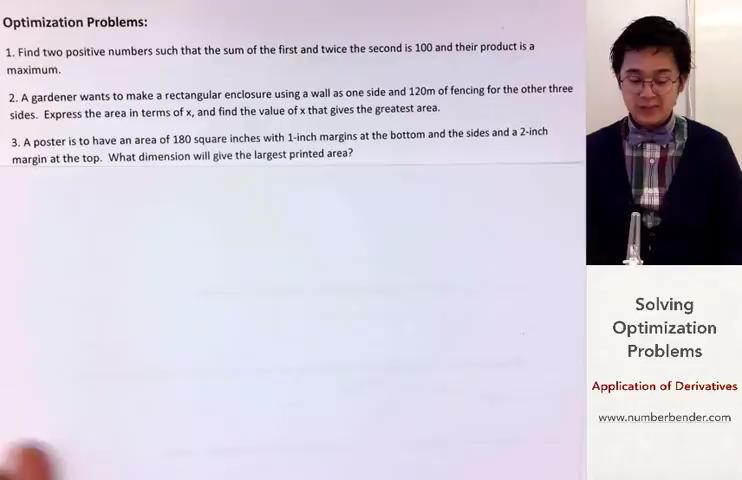 Optimization Problems:
1. Find two positive numbers such that the sum of the first and twice the second is 100 and their product is a
maximum.
2. A gardener wants to make a rectangular enclosure using a wall as one side and 120m of fencing for the other three
sides. Express the area in terms of x, and find the value of x that gives the greatest area.
3. A poster is to have an area of 180 square inches with 1-inch margins at the bottom and the sides and a 2-inch
margin at the top. What dimension will give the largest printed area?
Solving
Optimization
Problems
Application of Derivatives
www.numberbender.com